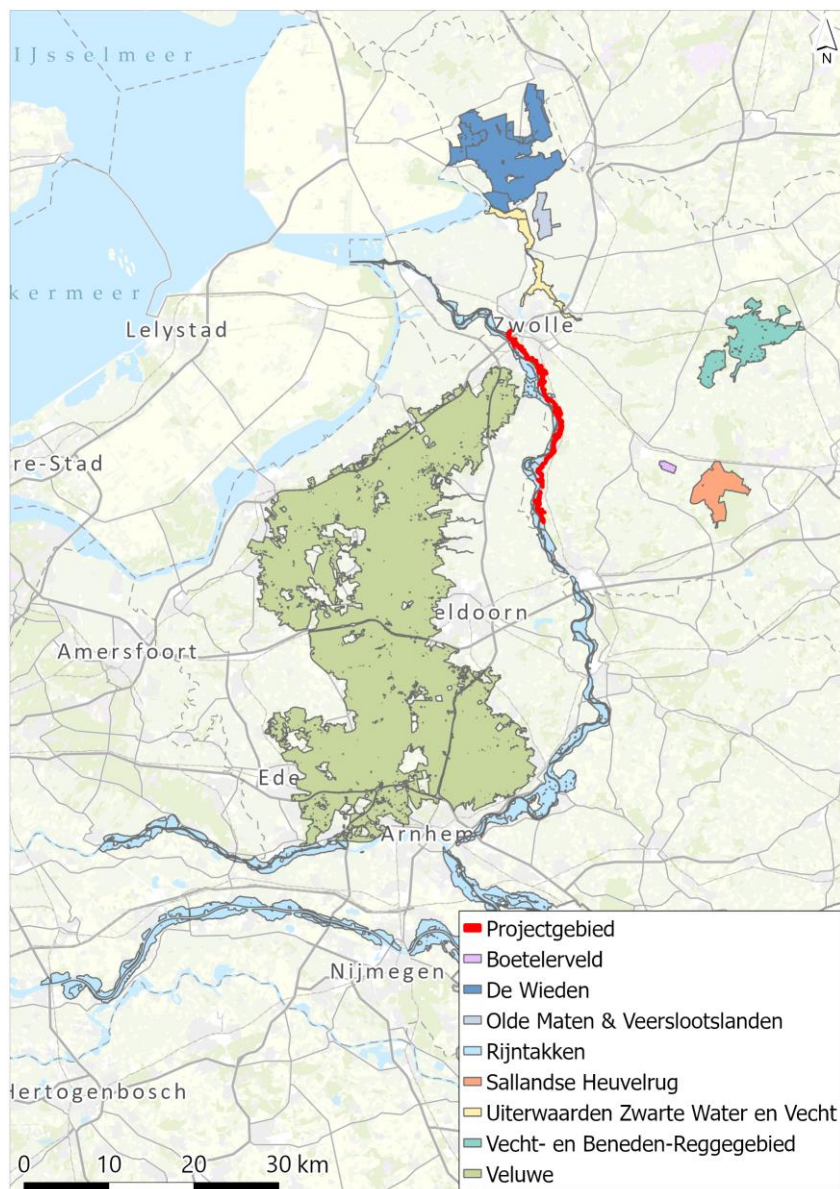 IJsselmeer
N
kermeer
Lelystad
Zwolle
re-Stad
eldoorn
Amersfoort
Ede
Arnhem
Nijmegen
Hertogenbosch
Projectgebied
Boetelerveld
De Wieden
Olde Maten & Veerslootslanden
Rijntakken
Sallandse Heuvelrug
Uiterwaarden Zwarte Water en Vecht
Vecht- en Beneden-Reggegebied
Veluwe
0 10 20 30 km